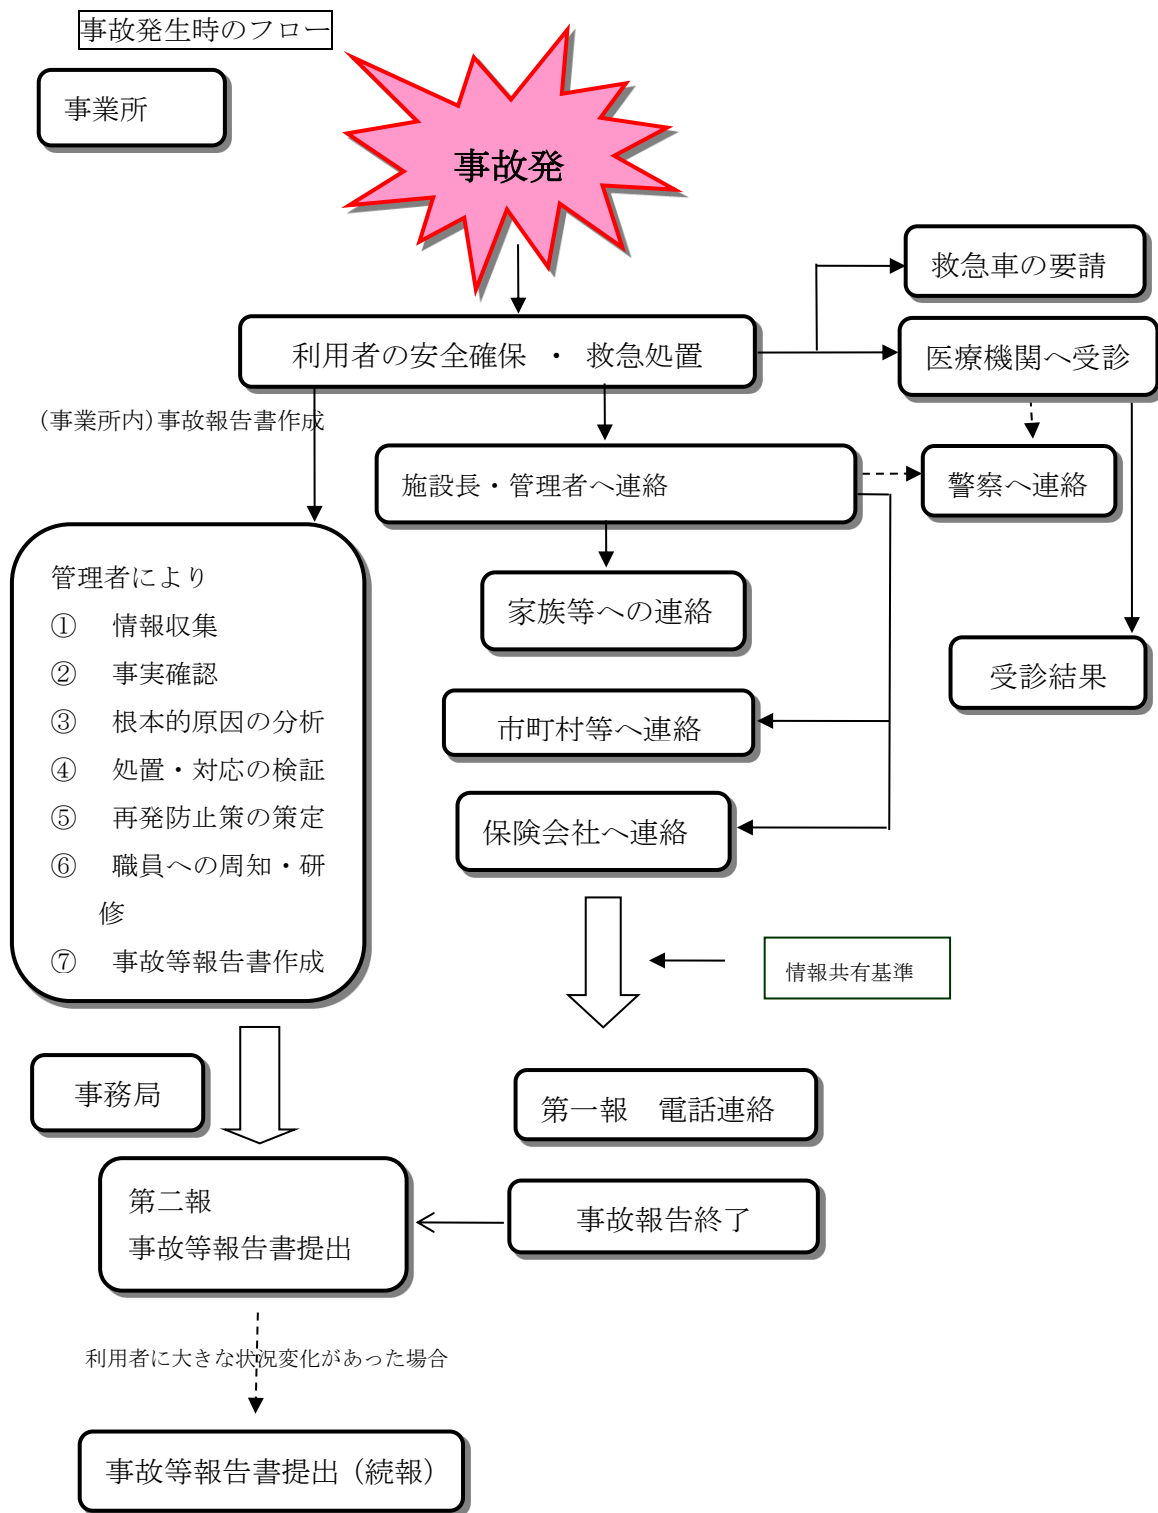 事故発生時のフロー
事業所
事故発
救急車の要請
利用者の安全確保 ・ 救急処置
医療機関へ受診
(事業所内)事故報告書作成
施設長・管理者へ連絡
警察へ連絡
管理者により
① 情報収集
② 事実確認
③ 根本的原因の分析
④ 処置・対応の検証
⑤ 再発防止策の策定
⑥ 職員への周知・研
修
⑦ 事故等報告書作成
家族等への連絡
受診結果
市町村等へ連絡
保険会社へ連絡
情報共有基準
事務局
第一報 電話連絡
第二報
事故等報告書提出
事故報告終了
利用者に大きな状況変化があった場合
事故等報告書提出（続報）